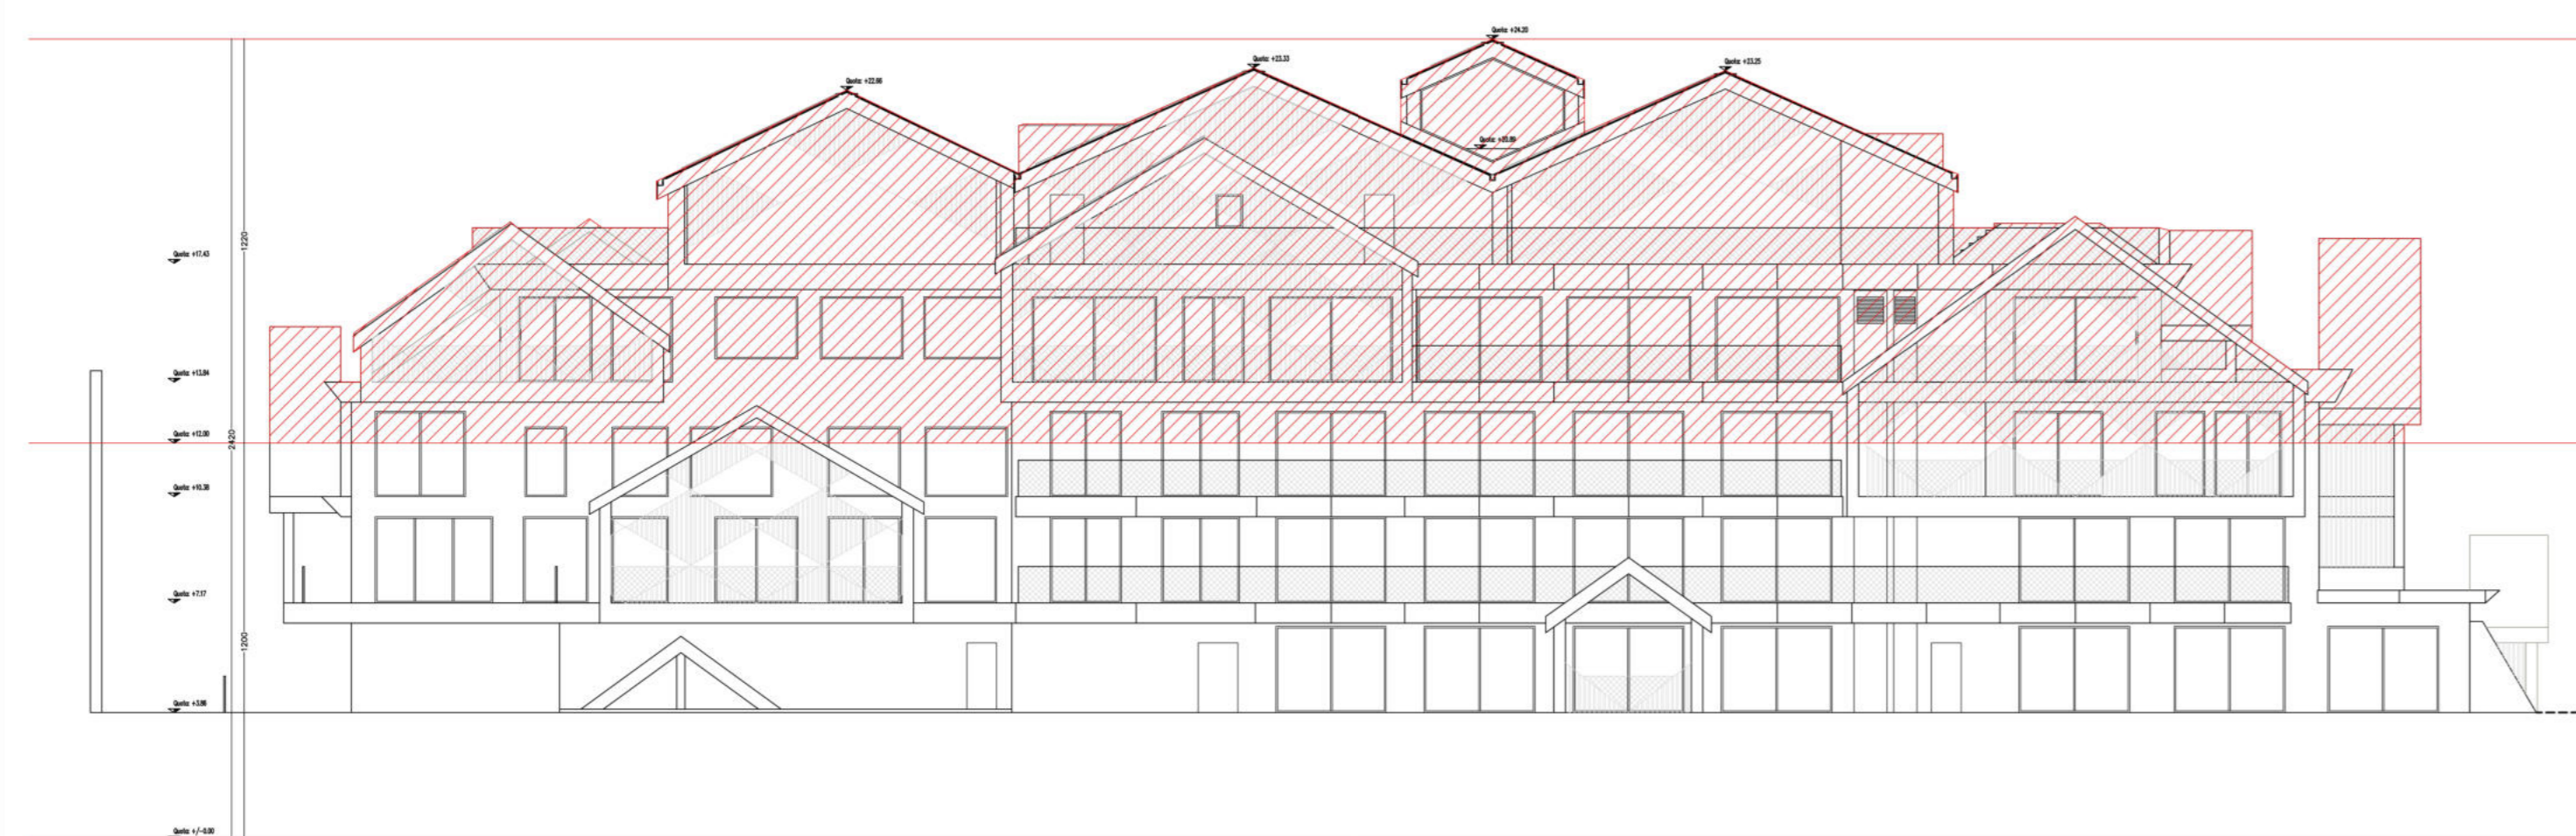 Quota: +24.20
Quota: +23.33
Quota: +23.25
Quota: +22.66
Quota: +17.43
1220
Quota: +13.84
Quota: +12.00
2420
Quota: +10.38
Quota: +7.17
1200
Quota: +3.86
Quota: +/-0.00